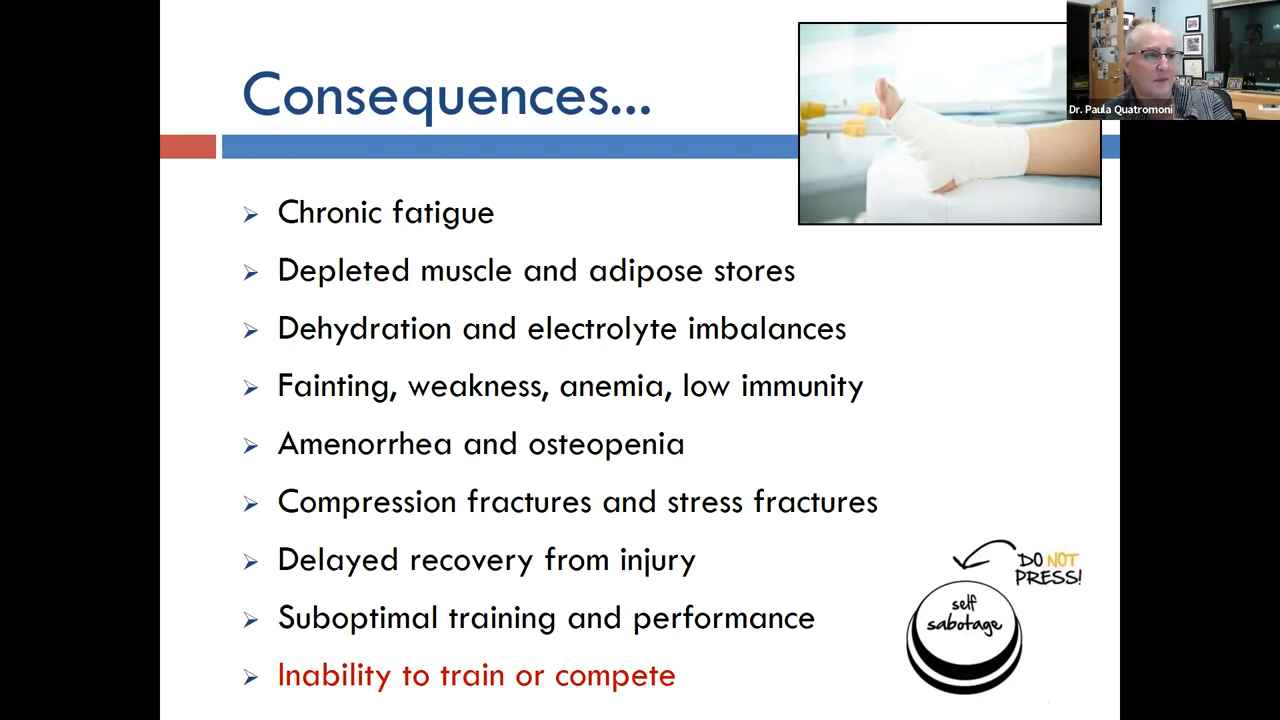 Consequences...
Dr. Paula Quatromoni
Chronic fatigue
Depleted muscle and adipose stores
Dehydration and electrolyte imbalances
Fainting, weakness, anemia, low immunity
Amenorrhea and osteopenia
Compression fractures and stress fractures
Delayed recovery from injury
DO NOT
PRESS!
self
sabotage
Suboptimal training and performance
Inability to train or compete